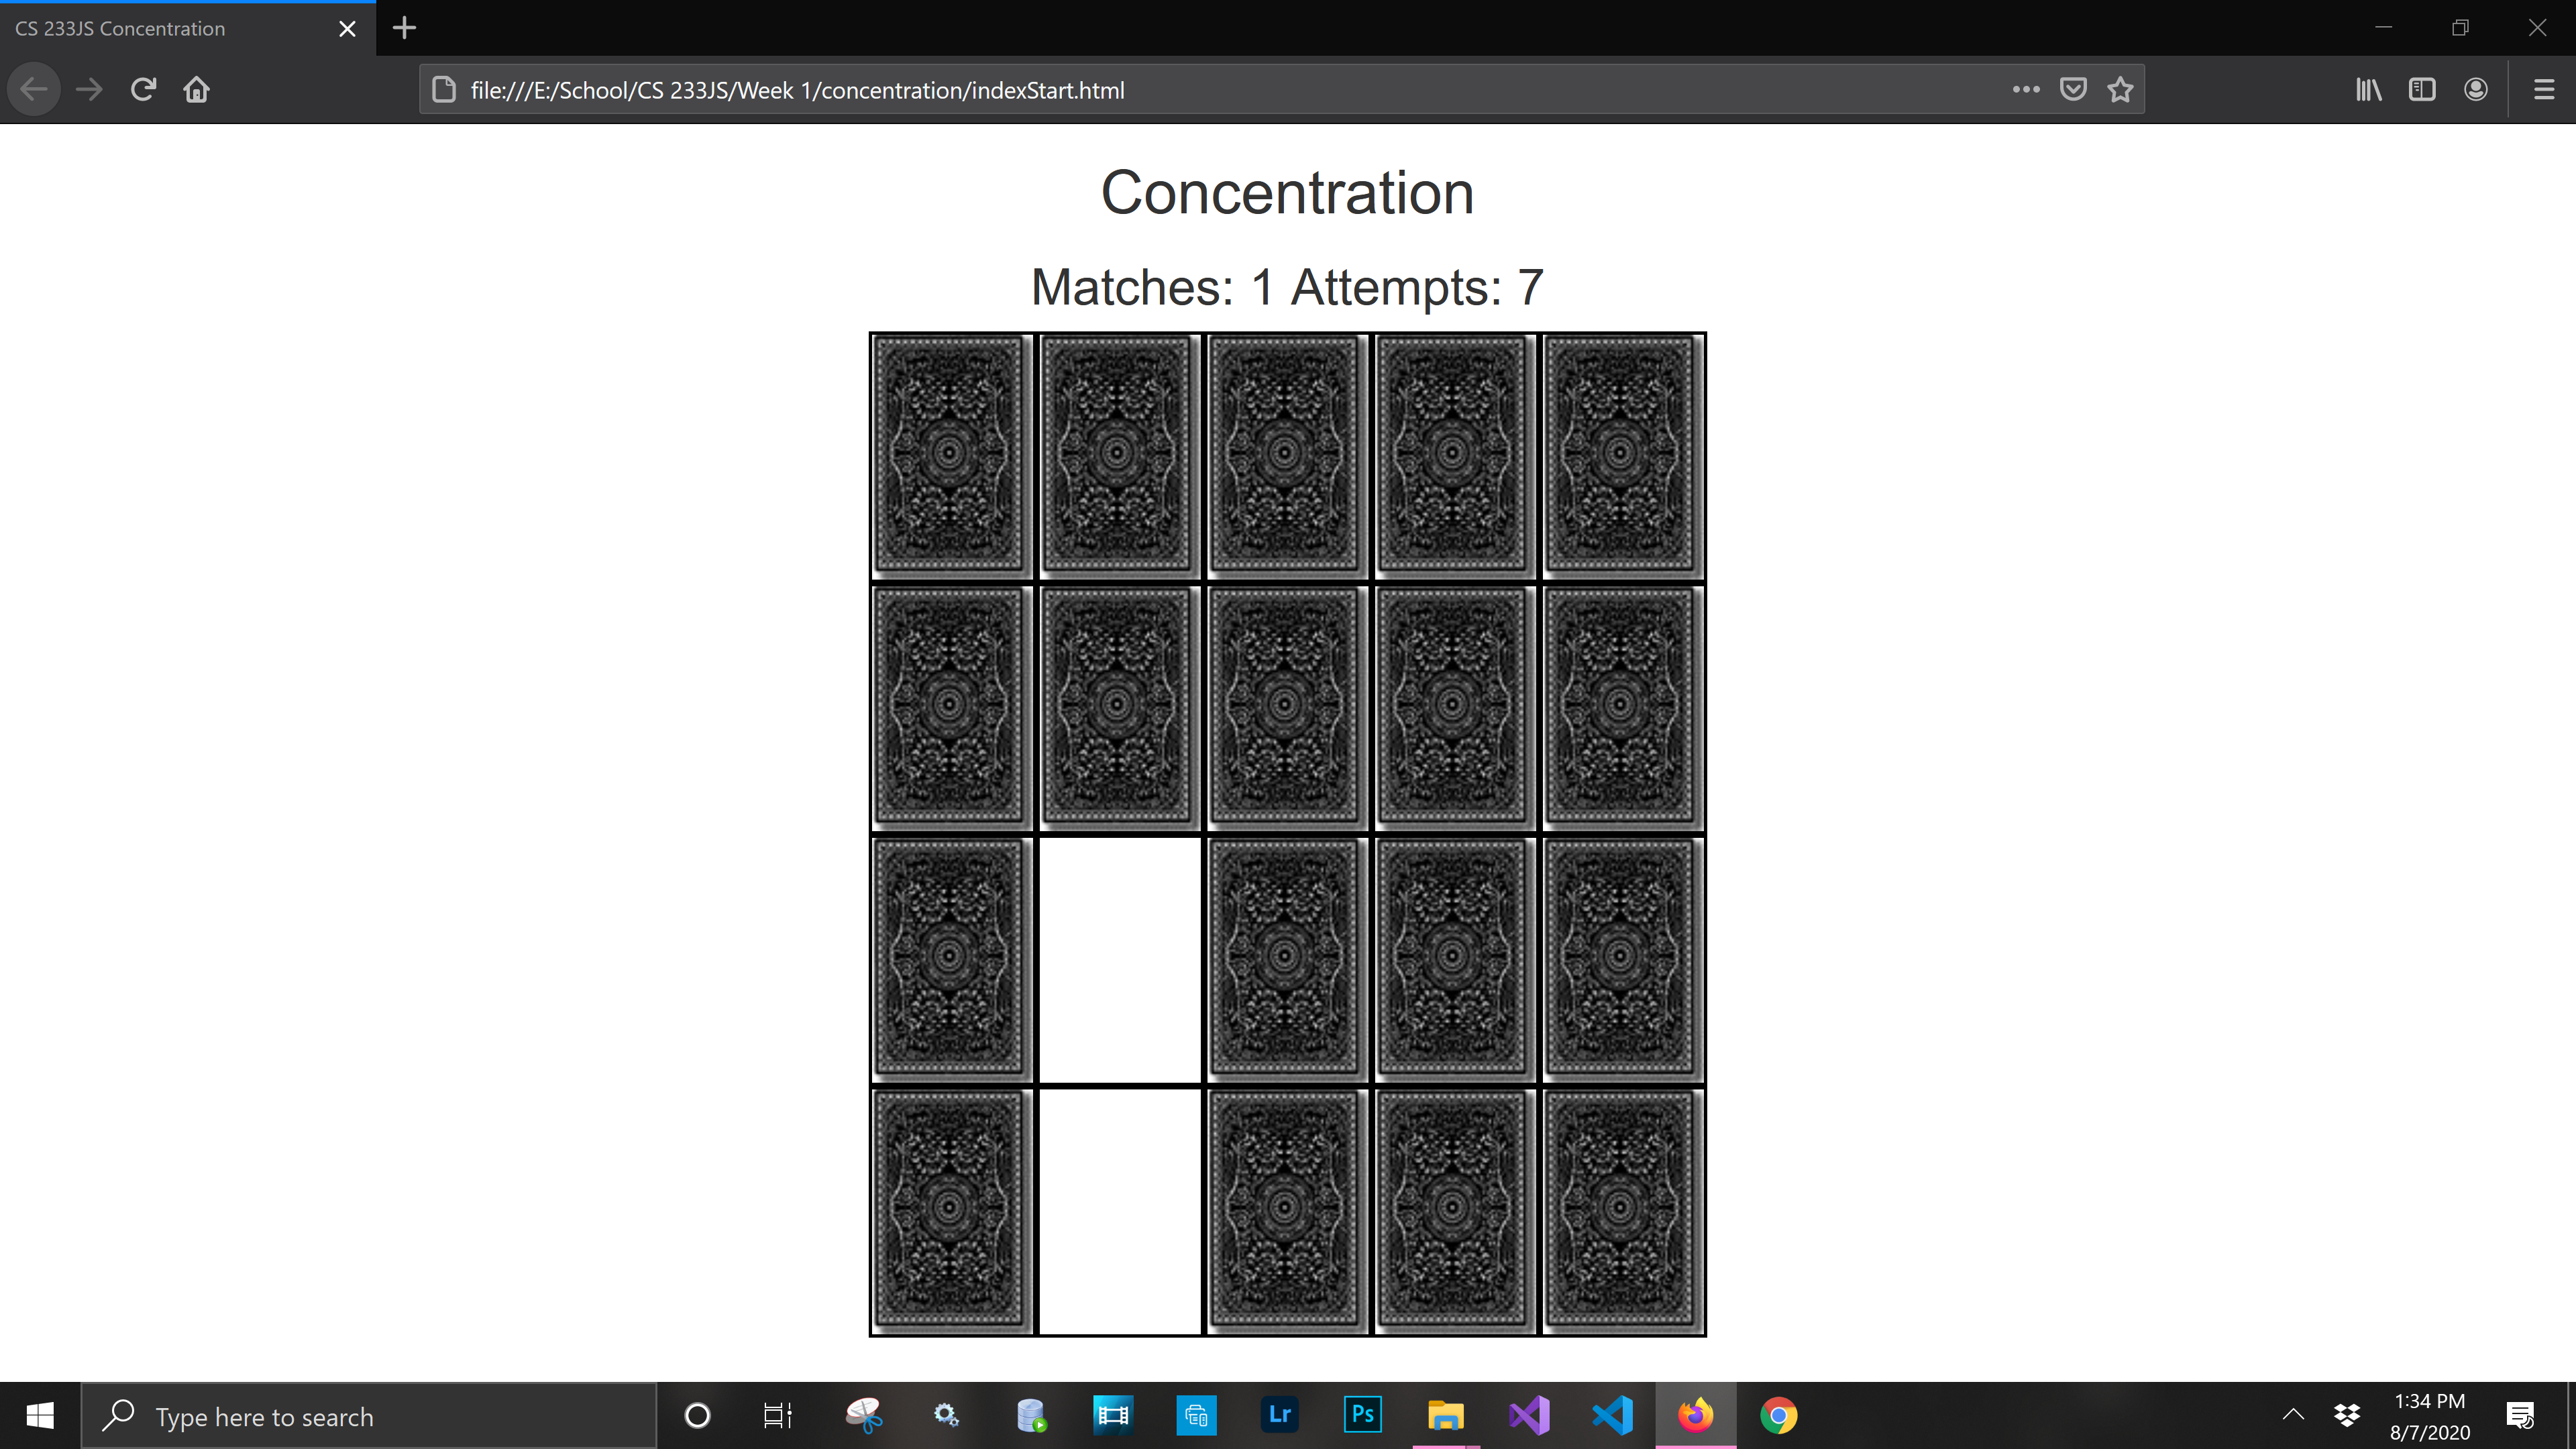 CS 233JS Concentration
file:///E:/School/CS 233JS/Week 1/concentration/indexStart.html
Concentration
Matches: 1 Attempts: 7
Type here to search
Lr
Ps
1:34 PM
8/7/2020